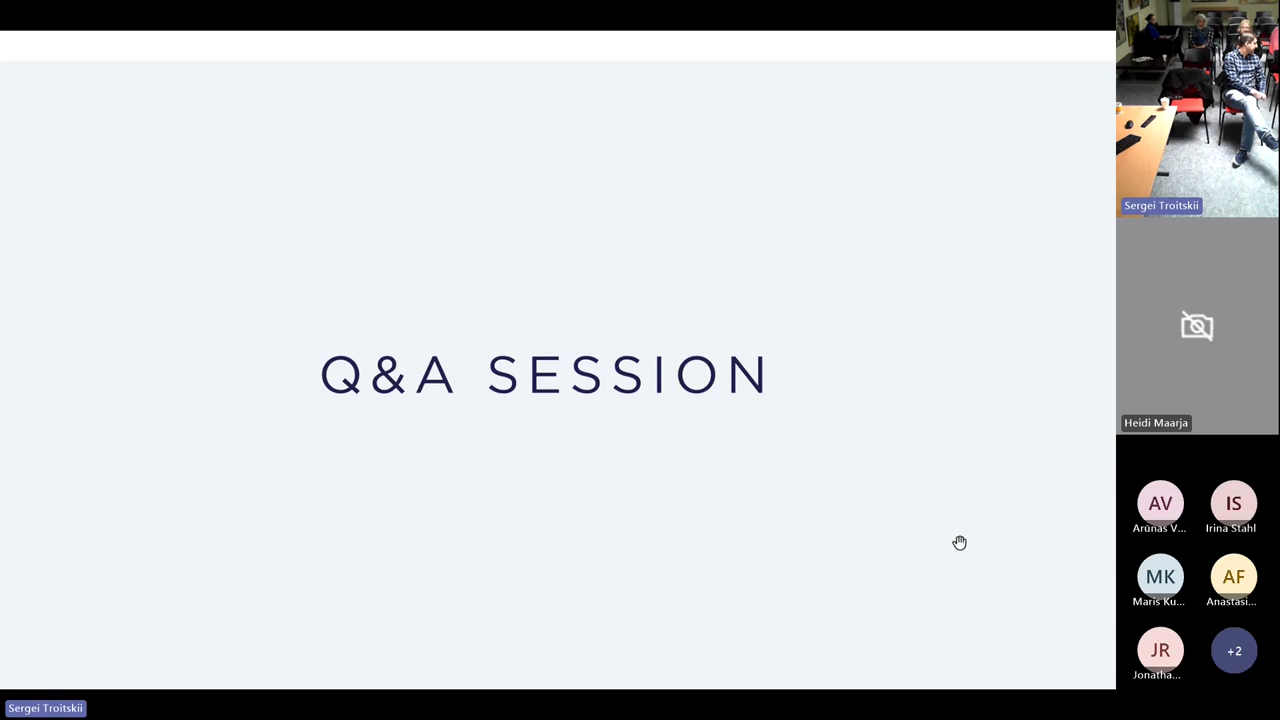 Q&A SESSION
Sergei Troitskii
Heidi Maarja
AV
Arūnas V...
IS
Irina Stahl
MK
Maris Ku...
AF
Anastasi...
JR
Jonatha...
+2
Sergei Troitskii